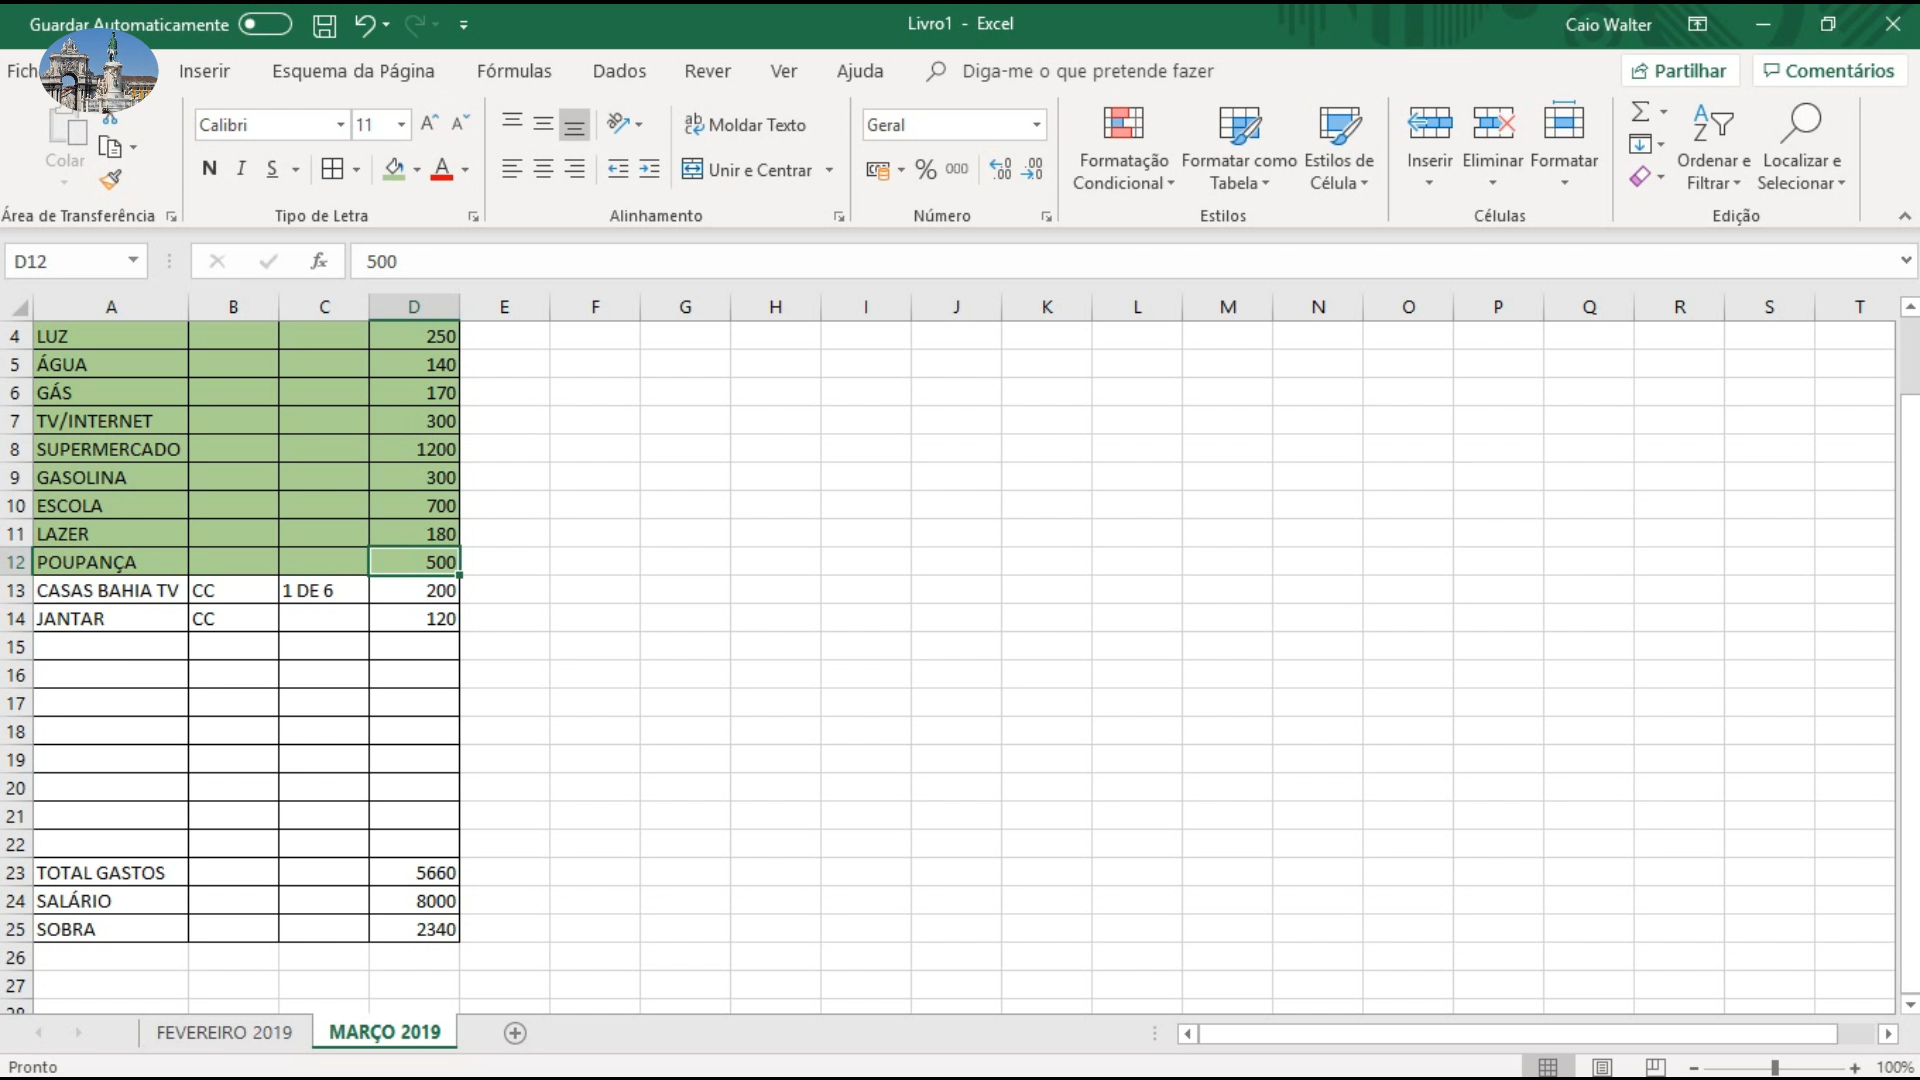 Guardar Automaticamente
Livro1 - Excel
Caio Walter
Inserir
Esquema da Página
Fórmulas
Dados
Rever
Ver
Ajuda
Diga-me o que pretende fazer
Partilhar
Comentários
Colar
Área de Transferência
Calibri
11
N I S
Tipo de Letra
Moldar Texto
Unir e Centrar
Alinhamento
Geral
% 000
Número
Formatação Condicional
Formatar como Tabela
Estilos de Célula
Estilos
Inserir
Eliminar
Formatar
Células
Ordenar e Filtrar
Localizar e Selecionar
Edição
D12
fx
500
A B C D E F G H I J K L M N O P Q R S T
4 LUZ 250
5 ÁGUA 140
6 GÁS 170
7 TV/INTERNET 300
8 SUPERMERCADO 1200
9 GASOLINA 300
10 ESCOLA 700
11 LAZER 180
12 POUPANÇA 500
13 CASAS BAHIA TV CC 1 DE 6 200
14 JANTAR CC 120
15
16
17
18
19
20
21
22
23 TOTAL GASTOS 5660
24 SALÁRIO 8000
25 SOBRA 2340
26
27
FEVEREIRO 2019
MARÇO 2019
Pronto
100%